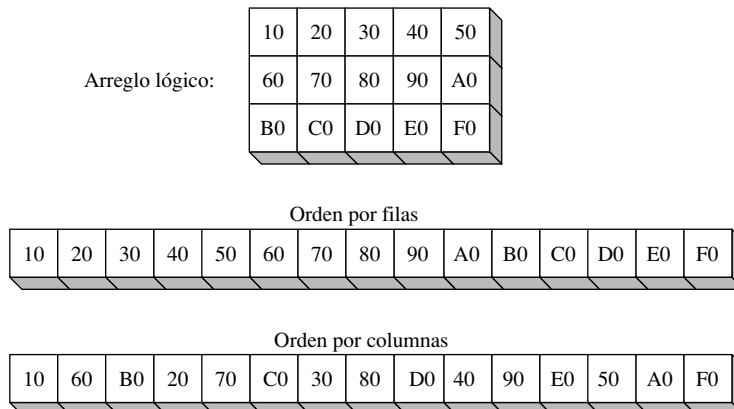 10 20 30 40 50
Arreglo lógico: 60 70 80 90 A0
B0 C0 D0 E0 F0
Orden por filas
10 20 30 40 50 60 70 80 90 A0 B0 C0 D0 E0 F0
Orden por columnas
10 60 B0 20 70 C0 30 80 D0 40 90 E0 50 A0 F0